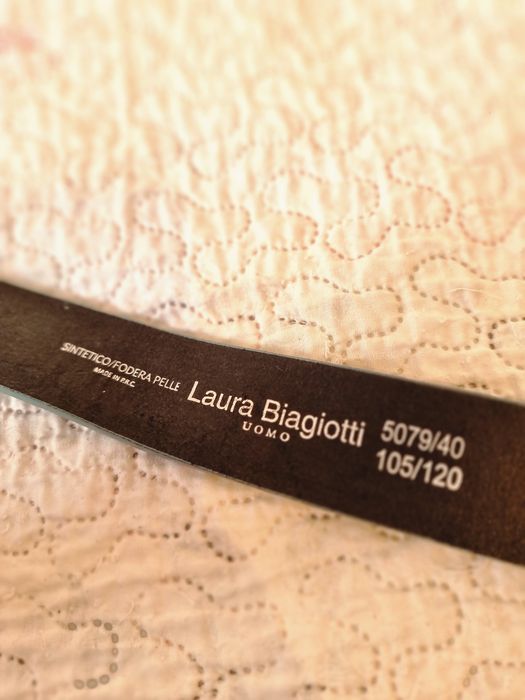 SINTETICO/FODERA PELLE
MADE IN P.R.C.
Laura Biagiotti
UOMO
5079/40
105/120